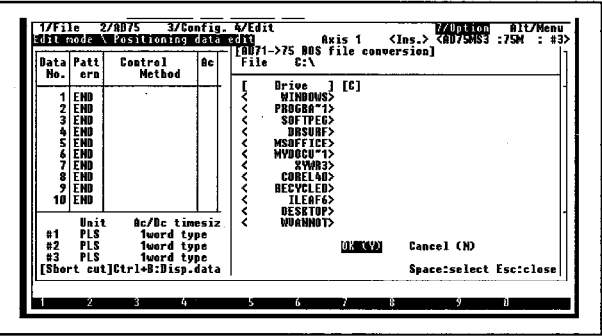 1/File 2/AD75 3/Config. 4/Edit 7/Option Alt/Menu
Edit mode \ Positioning data edit Axis 1 <Ins.> <AD75MS3 :75M : #3>
[AD71->75 BOS file conversion]
Data Patt Control Ac File C:\
No. ern Method
[ Drive ] [C]
1 END < WINDOWS>
2 END < PROGRA~1>
3 END < SOFTPEG>
4 END < DRSURF>
5 END < MSOFFICE>
6 END < MYDOCU~1>
7 END < XYWR3>
8 END < COREL40>
9 END < RECYCLED>
10 END < ILEAF6>
< DESKTOP>
Unit Ac/Dc timesiz < WVANNOT>
#1 PLS 1word type
#2 PLS 1word type OK (Y) Cancel (N)
#3 PLS 1word type
[Short cut]Ctrl+B:Disp.data Space:select Esc:close
1 2 3 4 5 6 7 8 9 0